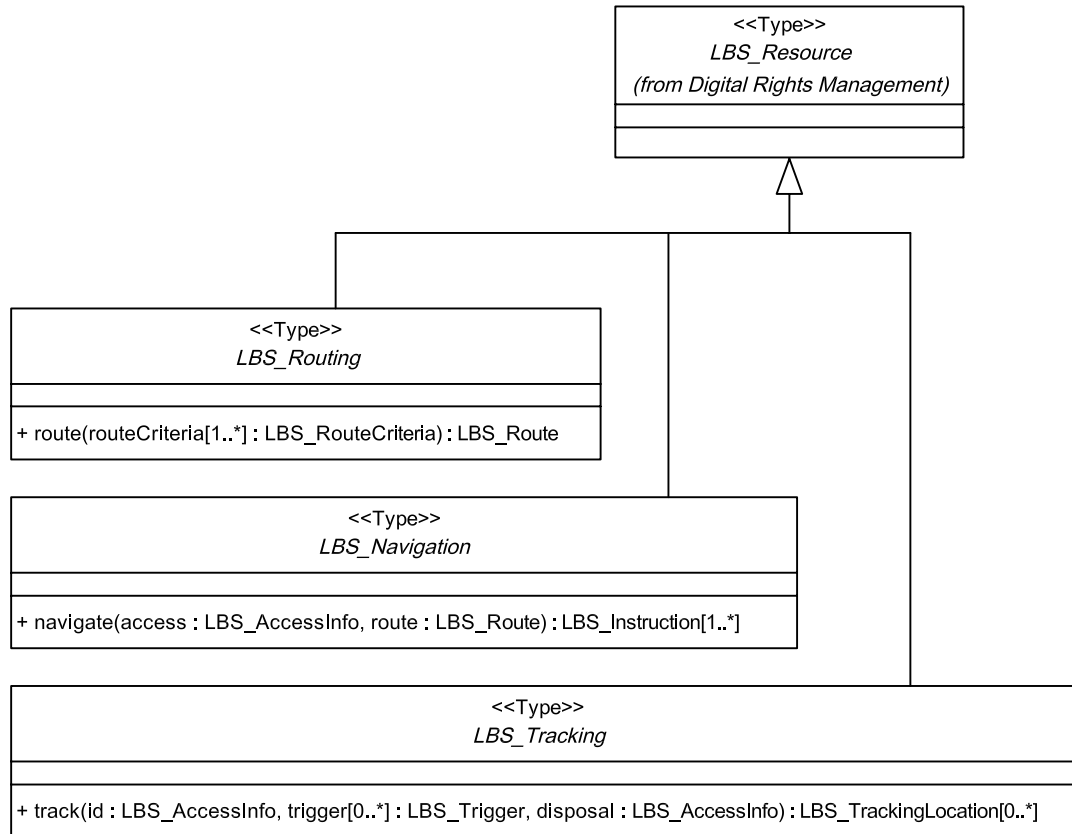 <<Type>>
LBS_Resource
(from Digital Rights Management)
<<Type>>
LBS_Routing
+ route(routeCriteria[1..*] : LBS_RouteCriteria) : LBS_Route
<<Type>>
LBS_Navigation
+ navigate(access : LBS_AccessInfo, route : LBS_Route) : LBS_Instruction[1..*]
<<Type>>
LBS_Tracking
+ track(id : LBS_AccessInfo, trigger[0..*] : LBS_Trigger, disposal : LBS_AccessInfo) : LBS_TrackingLocation[0..*]